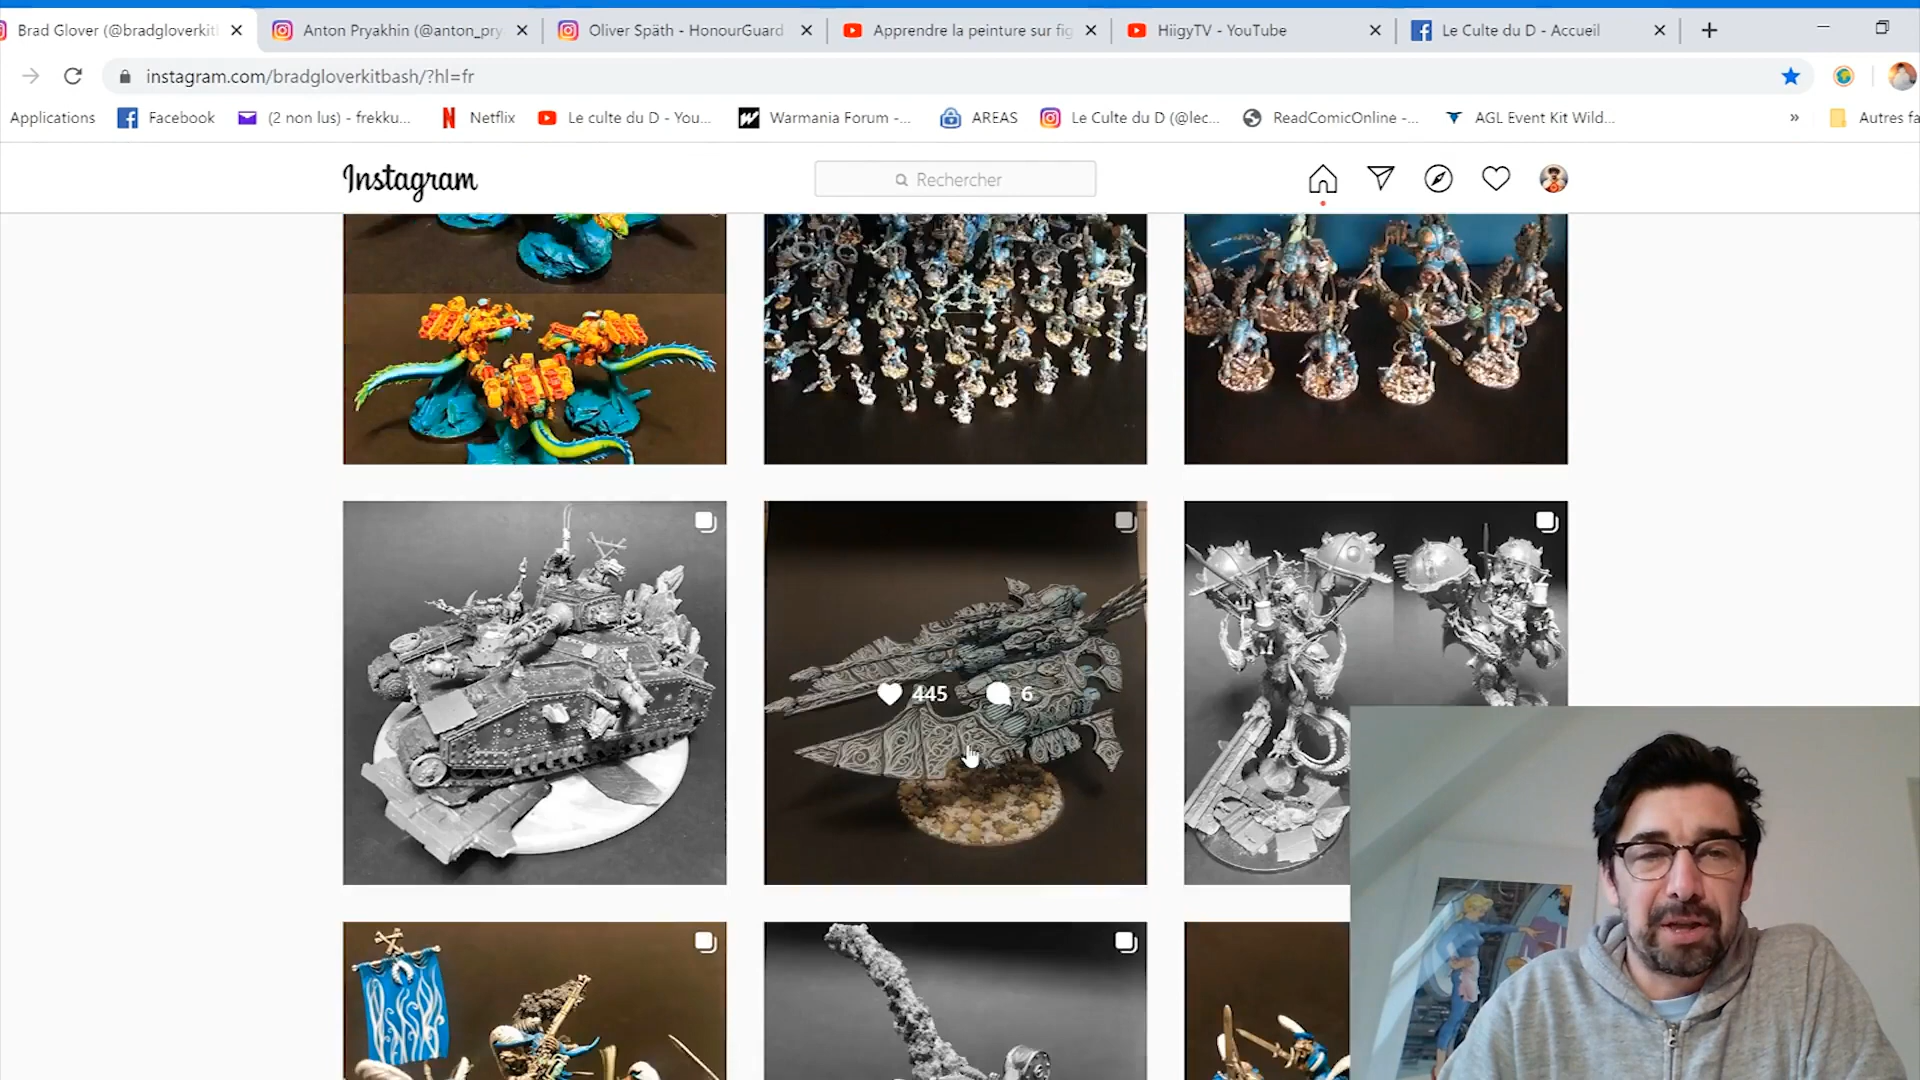 Brad Glover (@bradgloverkit
Anton Pryakhin (@anton_pry
Oliver Späth - HonourGuard
Apprendre la peinture sur fig
HiigyTV - YouTube
Le Culte du D - Accueil
instagram.com/bradgloverkitbash/?hl=fr
Applications
Facebook
(2 non lus) - frekku...
Netflix
Le culte du D - You...
Warmania Forum -...
AREAS
Le Culte du D (@lec...
ReadComicOnline -...
AGL Event Kit Wild...
»
Autres fa
Instagram
Rechercher
445
6